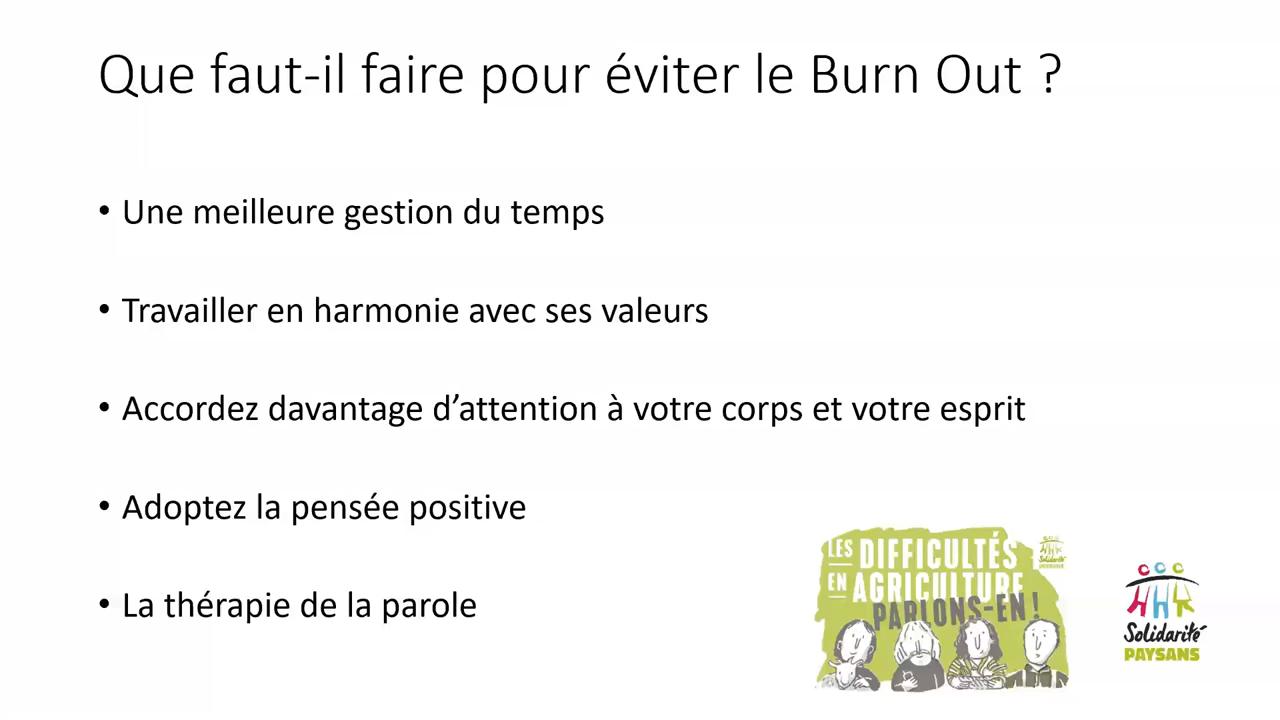 Que faut-il faire pour éviter le Burn Out ?
• Une meilleure gestion du temps
• Travailler en harmonie avec ses valeurs
• Accordez davantage d’attention à votre corps et votre esprit
• Adoptez la pensée positive
• La thérapie de la parole
LES DIFFICULTÉS
EN AGRICULTURE
PARLONS-EN !
Solidarité
PAYSANS
Solidarité
PAYSANS